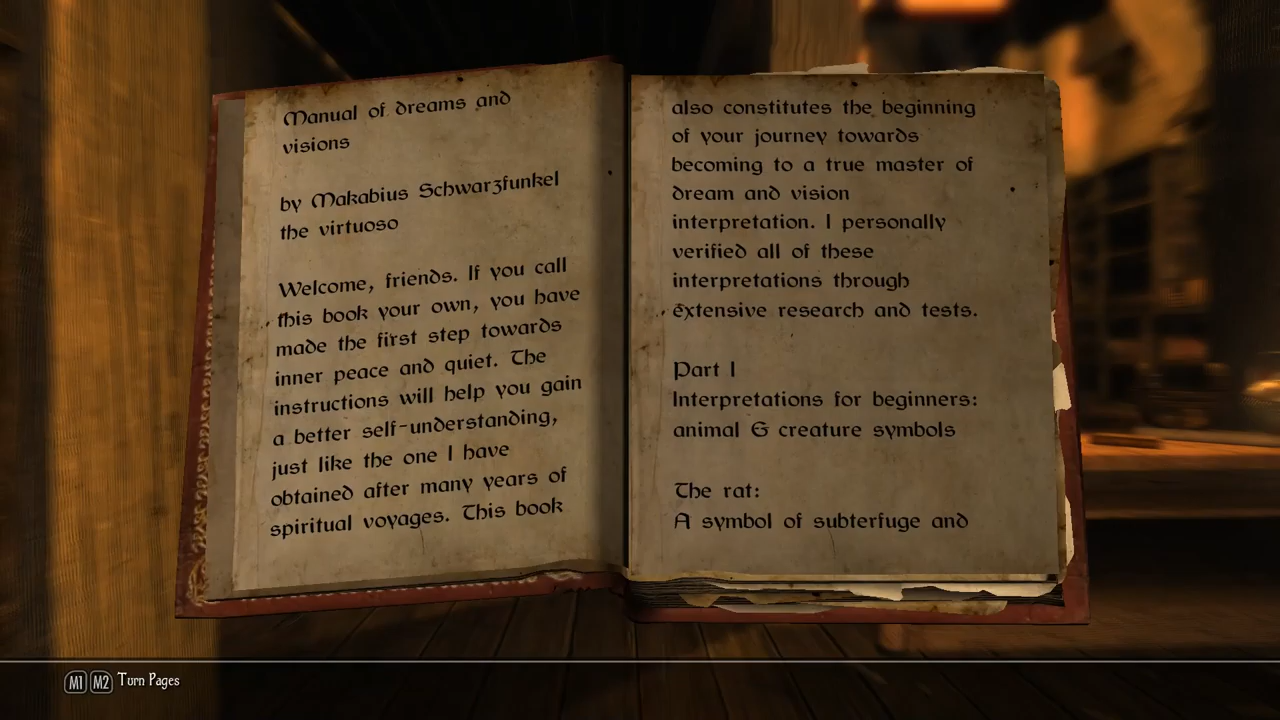 Manual of dreams and
visions
by Makabius Schwarzfunkel
the virtuoso
Welcome, friends. If you call
this book your own, you have
made the first step towards
inner peace and quiet. The
instructions will help you gain
a better self-understanding,
just like the one I have
obtained after many years of
spiritual voyages. This book
also constitutes the beginning
of your journey towards
becoming to a true master of
dream and vision
interpretation. I personally
verified all of these
interpretations through
extensive research and tests.
Part I
Interpretations for beginners:
animal & creature symbols
The rat:
A symbol of subterfuge and
M1 M2 Turn Pages